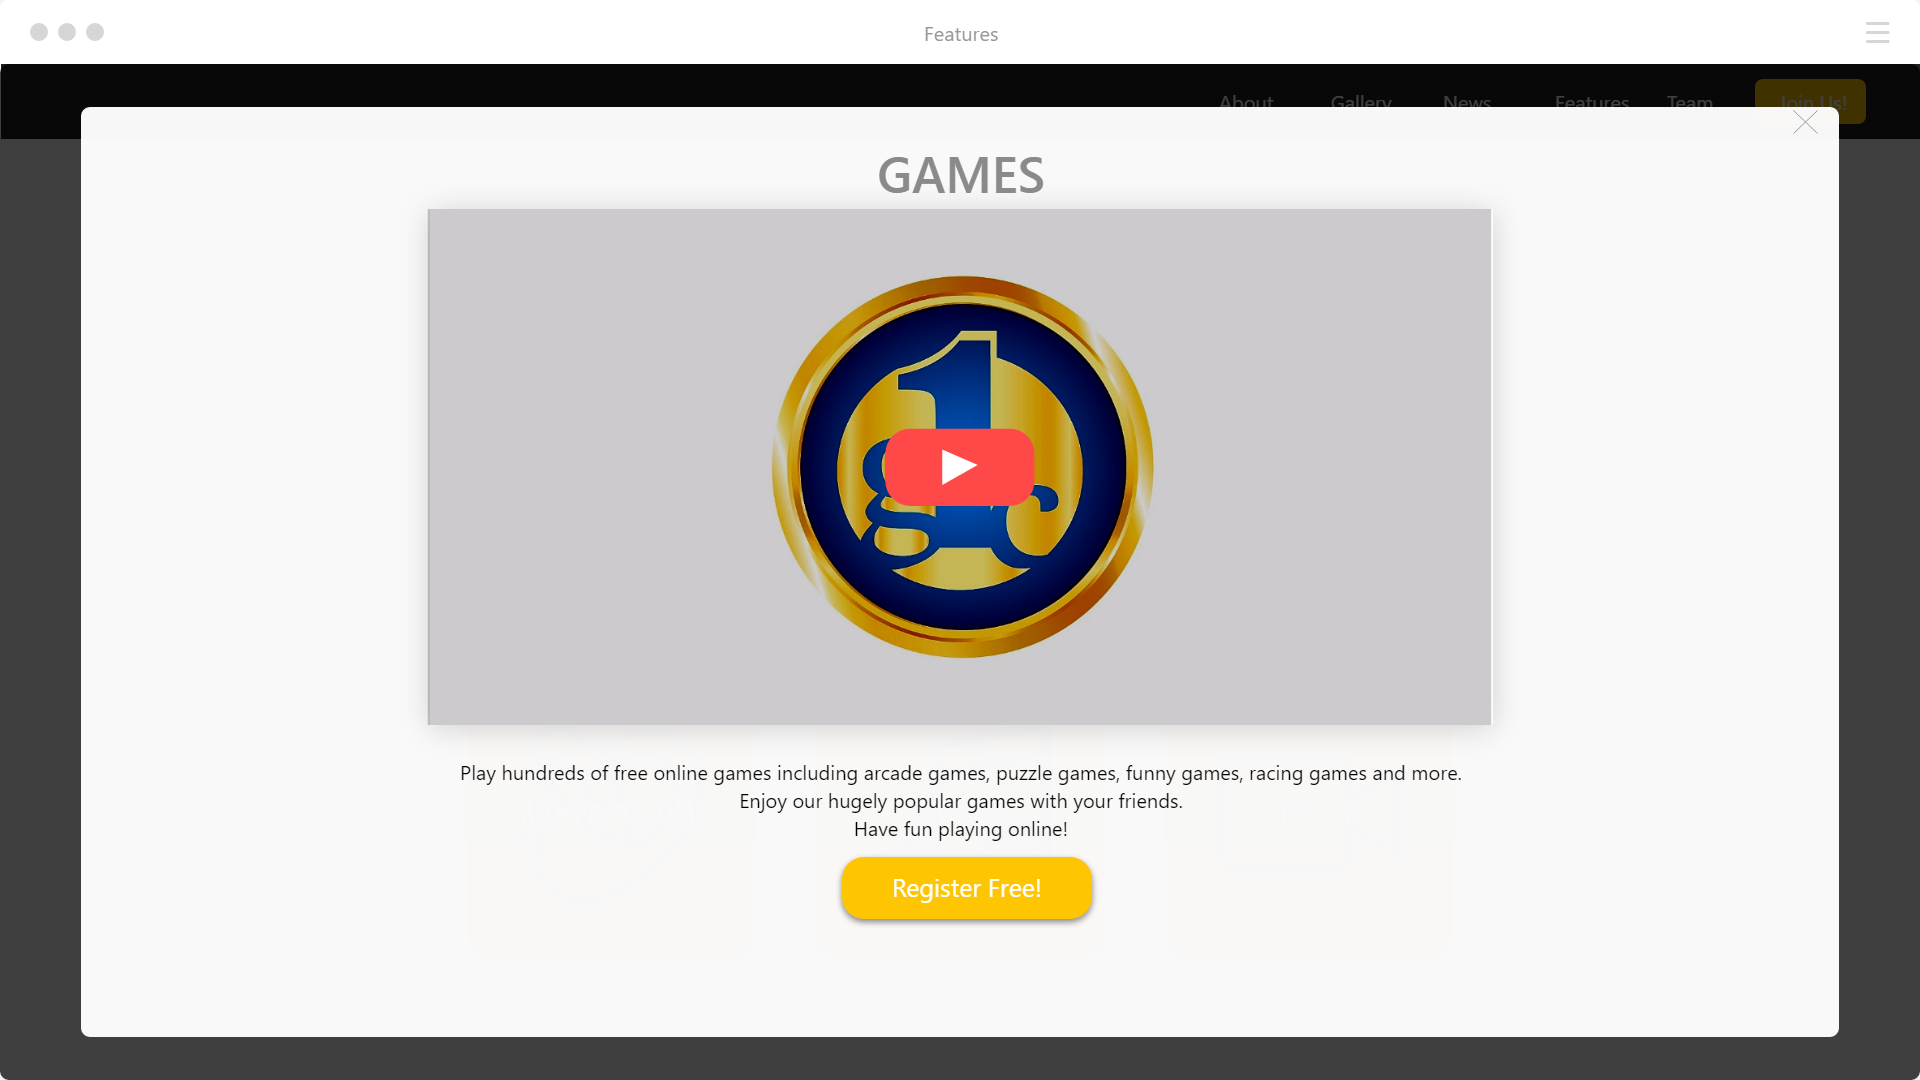 Features
About Gallery News Features Team Join Us!
GAMES
1
g c
Play hundreds of free online games including arcade games, puzzle games, funny games, racing games and more.
Enjoy our hugely popular games with your friends.
Have fun playing online!
Register Free!